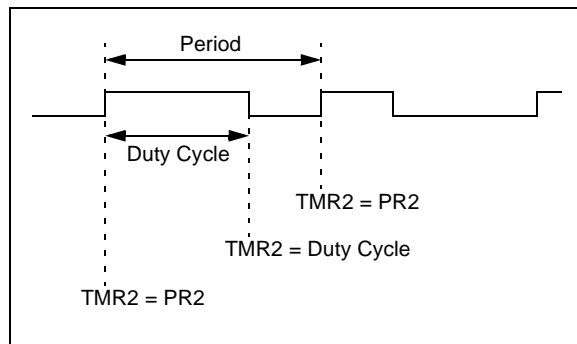 Period
Duty Cycle
TMR2 = PR2
TMR2 = Duty Cycle
TMR2 = PR2